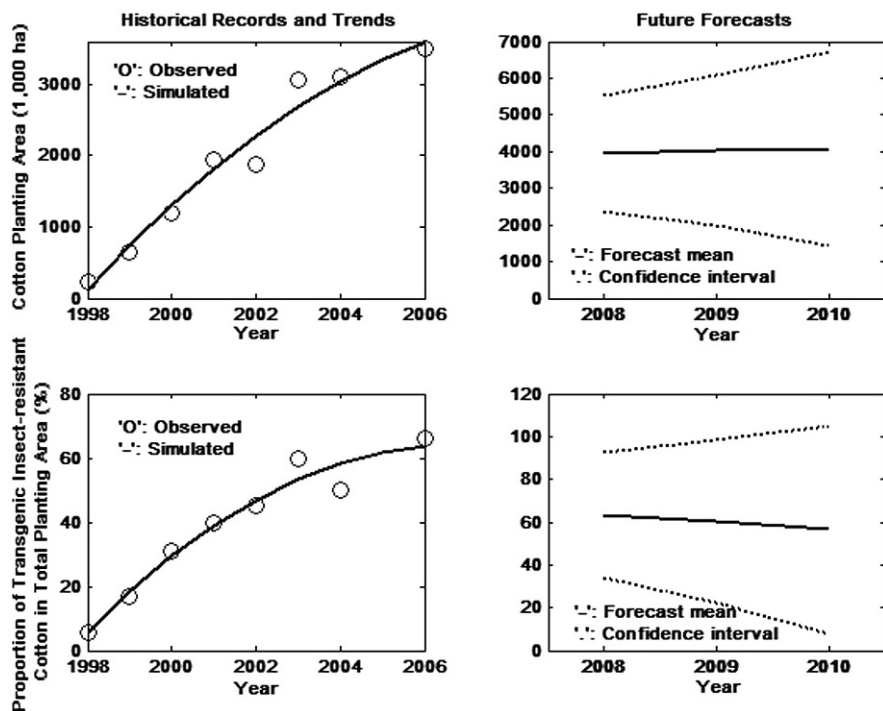 Historical Records and Trends
Cotton Planting Area (1,000 ha)
3000
2000
1000
0
'O': Observed
'–': Simulated
1998 2000 2002 2004 2006
Year
Future Forecasts
7000
6000
5000
4000
3000
2000
1000
0
'–': Forecast mean
'.': Confidence interval
2008 2009 2010
Year
Proportion of Transgenic Insect-resistant
Cotton in Total Planting Area (%)
80
60
40
20
0
'O': Observed
'–': Simulated
1998 2000 2002 2004 2006
Year
120
100
80
60
40
20
0
'–': Forecast mean
'.': Confidence interval
2008 2009 2010
Year